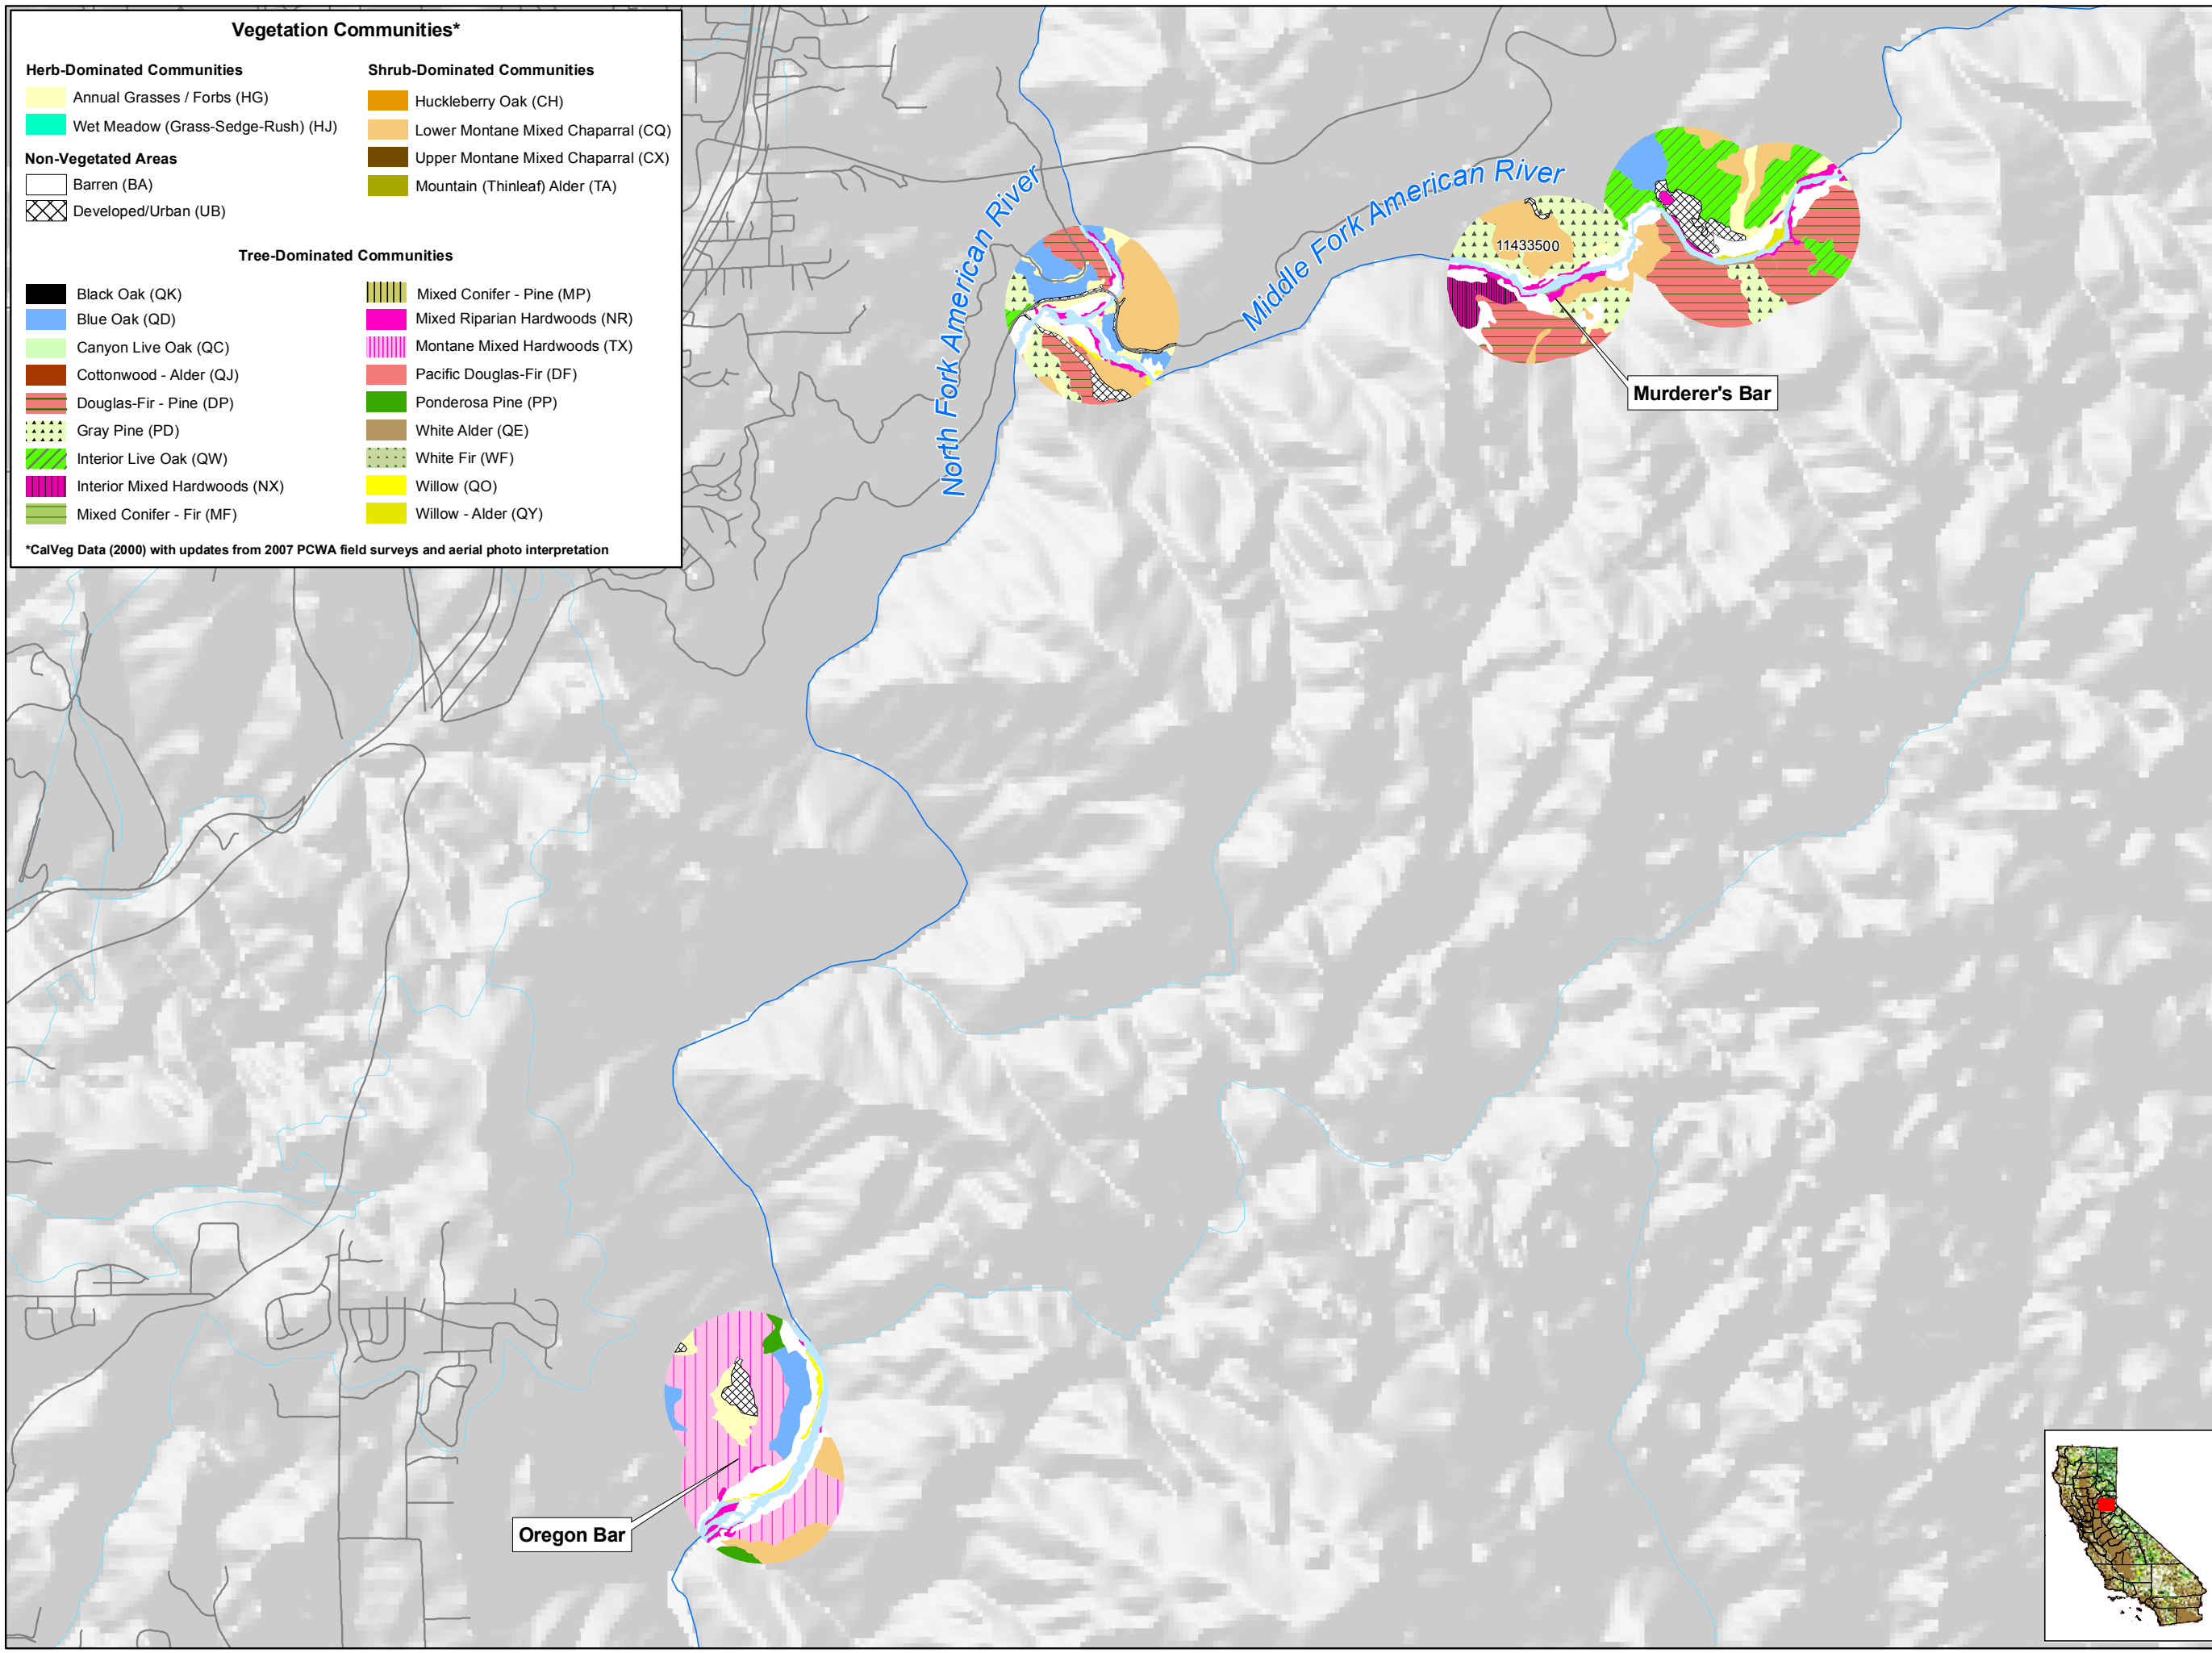 Vegetation Communities*
Herb-Dominated Communities
Annual Grasses / Forbs (HG)
Wet Meadow (Grass-Sedge-Rush) (HJ)
Non-Vegetated Areas
Barren (BA)
Developed/Urban (UB)
Shrub-Dominated Communities
Huckleberry Oak (CH)
Lower Montane Mixed Chaparral (CQ)
Upper Montane Mixed Chaparral (CX)
Mountain (Thinleaf) Alder (TA)
Tree-Dominated Communities
Black Oak (QK)
Blue Oak (QD)
Canyon Live Oak (QC)
Cottonwood - Alder (QJ)
Douglas-Fir - Pine (DP)
Gray Pine (PD)
Interior Live Oak (QW)
Interior Mixed Hardwoods (NX)
Mixed Conifer - Fir (MF)
Mixed Conifer - Pine (MP)
Mixed Riparian Hardwoods (NR)
Montane Mixed Hardwoods (TX)
Pacific Douglas-Fir (DF)
Ponderosa Pine (PP)
White Alder (QE)
White Fir (WF)
Willow (QO)
Willow - Alder (QY)
*CalVeg Data (2000) with updates from 2007 PCWA field surveys and aerial photo interpretation
North Fork American River
Middle Fork American River
11433500
Murderer's Bar
Oregon Bar